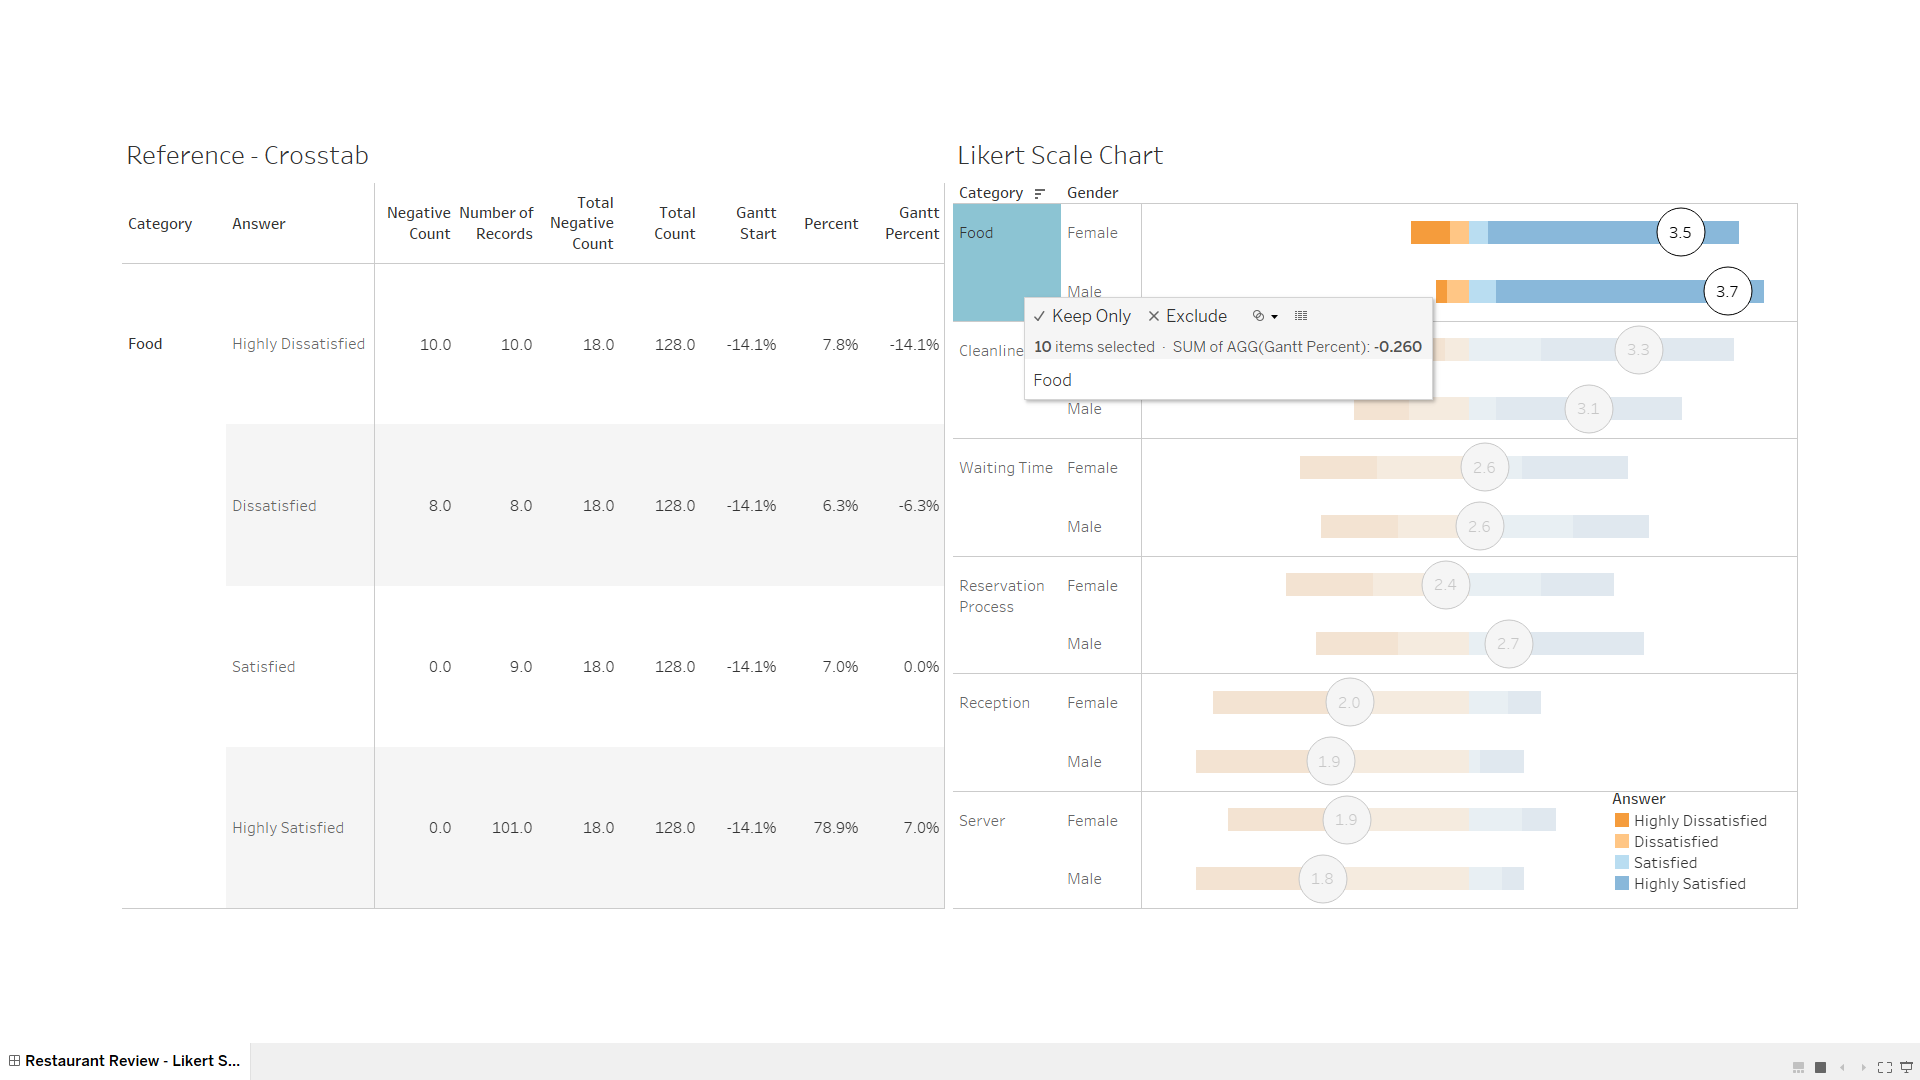 Reference - Crosstab
Category Answer Negative Count Number of Records Total Negative Count Total Count Gantt Start Percent Gantt Percent
Food Highly Dissatisfied 10.0 10.0 18.0 128.0 -14.1% 7.8% -14.1%
Dissatisfied 8.0 8.0 18.0 128.0 -14.1% 6.3% -6.3%
Satisfied 0.0 9.0 18.0 128.0 -14.1% 7.0% 0.0%
Highly Satisfied 0.0 101.0 18.0 128.0 -14.1% 78.9% 7.0%
Likert Scale Chart
Category Gender
Food Female 3.5
Male 3.7
Keep Only Exclude
10 items selected · SUM of AGG(Gantt Percent): -0.260
Food
Cleanline 3.3
Male 3.1
Waiting Time Female 2.6
Male 2.6
Reservation Process Female 2.4
Male 2.7
Reception Female 2.0
Male 1.9
Server Female 1.9
Male 1.8
Answer
Highly Dissatisfied
Dissatisfied
Satisfied
Highly Satisfied
Restaurant Review - Likert S...